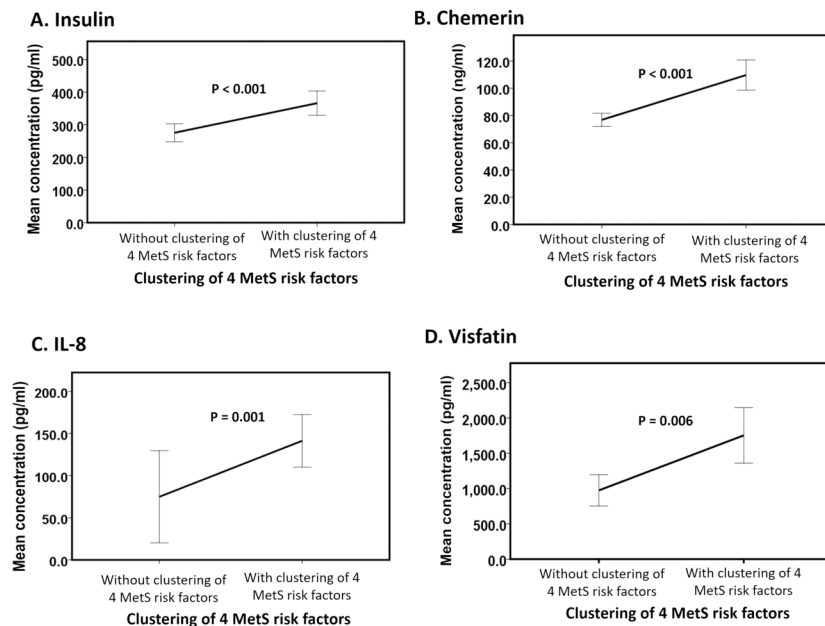 A. Insulin
Mean concentration (pg/ml)
500.0
400.0
300.0
200.0
100.0
0.0
P < 0.001
Without clustering of
4 MetS risk factors
With clustering of 4
MetS risk factors
Clustering of 4 MetS risk factors
B. Chemerin
Mean concentration (ng/ml)
120.0
100.0
80.0
60.0
40.0
20.0
0.0
P < 0.001
Without clustering of
4 MetS risk factors
With clustering of 4
MetS risk factors
Clustering of 4 MetS risk factors
C. IL-8
Mean concentration (pg/ml)
200.0
150.0
100.0
50.0
0.0
P = 0.001
Without clustering of
4 MetS risk factors
With clustering of 4
MetS risk factors
Clustering of 4 MetS risk factors
D. Visfatin
Mean concentration (pg/ml)
2,500.0
2,000.0
1,500.0
1,000.0
500.0
0.0
P = 0.006
Without clustering of
4 MetS risk factors
With clustering of 4
MetS risk factors
Clustering of 4 MetS risk factors